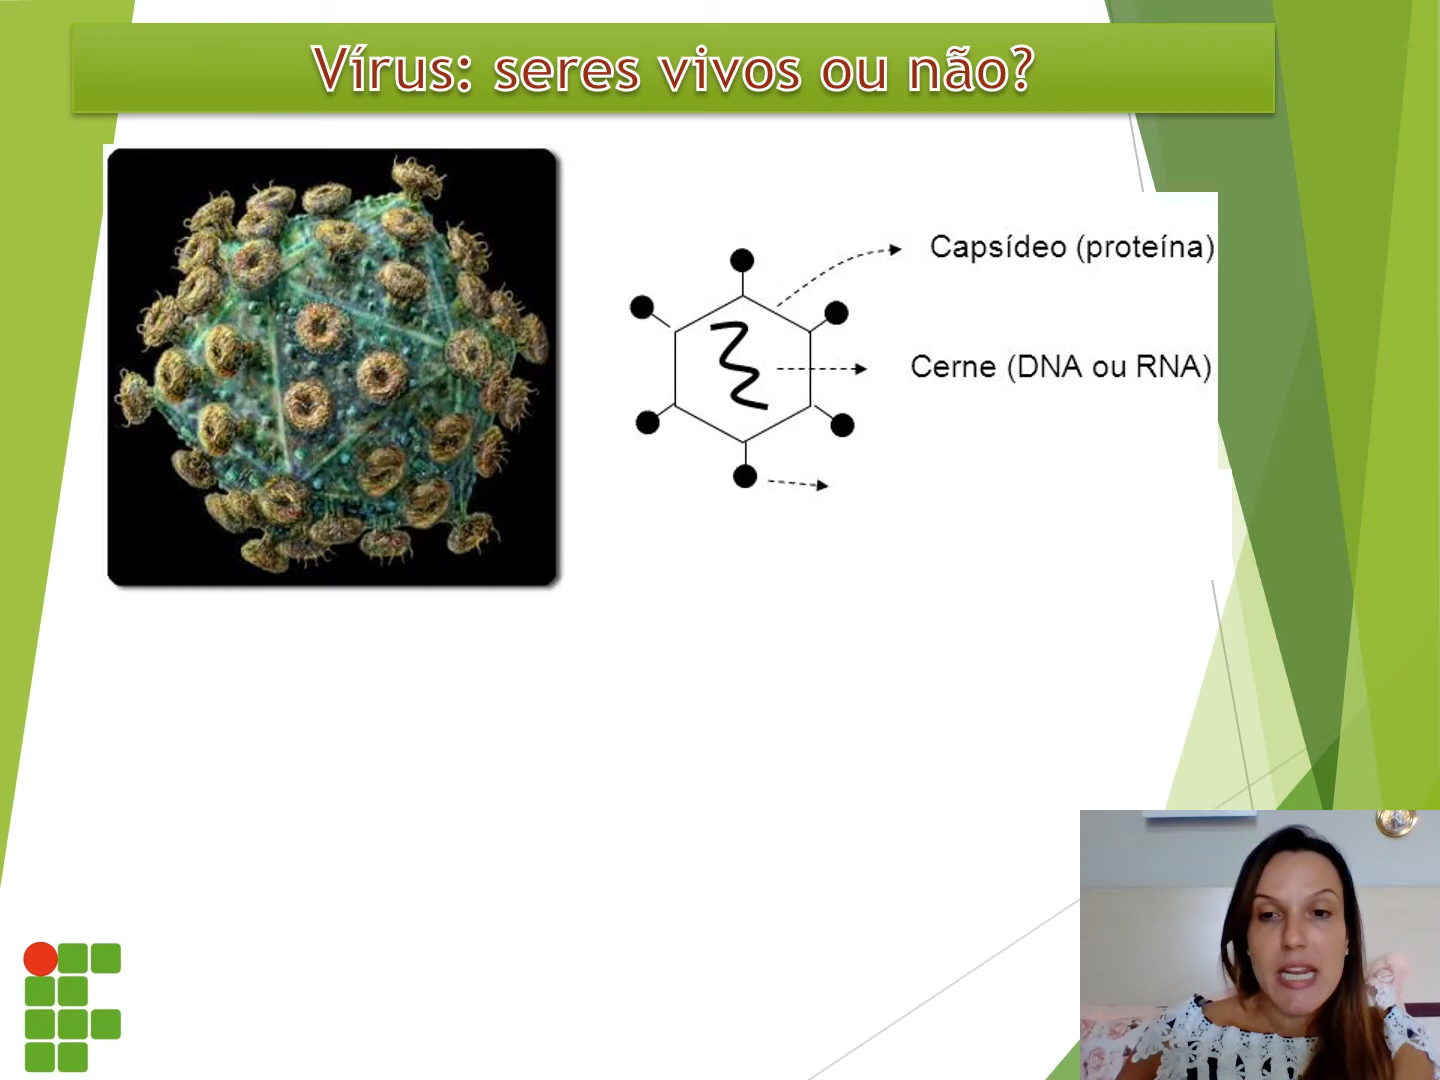 Vírus: seres vivos ou não?
Capsídeo (proteína)
Cerne (DNA ou RNA)